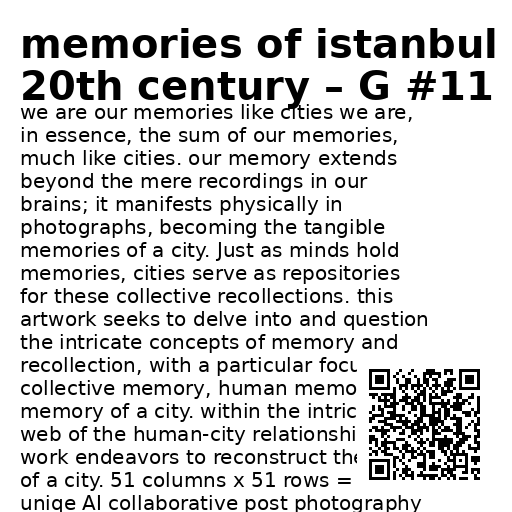 memories of istanbul
20th century – G #11
we are our memories like cities we are,
in essence, the sum of our memories,
much like cities. our memory extends
beyond the mere recordings in our
brains; it manifests physically in
photographs, becoming the tangible
memories of a city. Just as minds hold
memories, cities serve as repositories
for these collective recollections. this
artwork seeks to delve into and question
the intricate concepts of memory and
recollection, with a particular
collective memory, human
memory of a city. within the
web of the human-city
work endeavors to reconstruct
of a city. 51 columns x 51 rows =
uniqe AI collaborative post photography